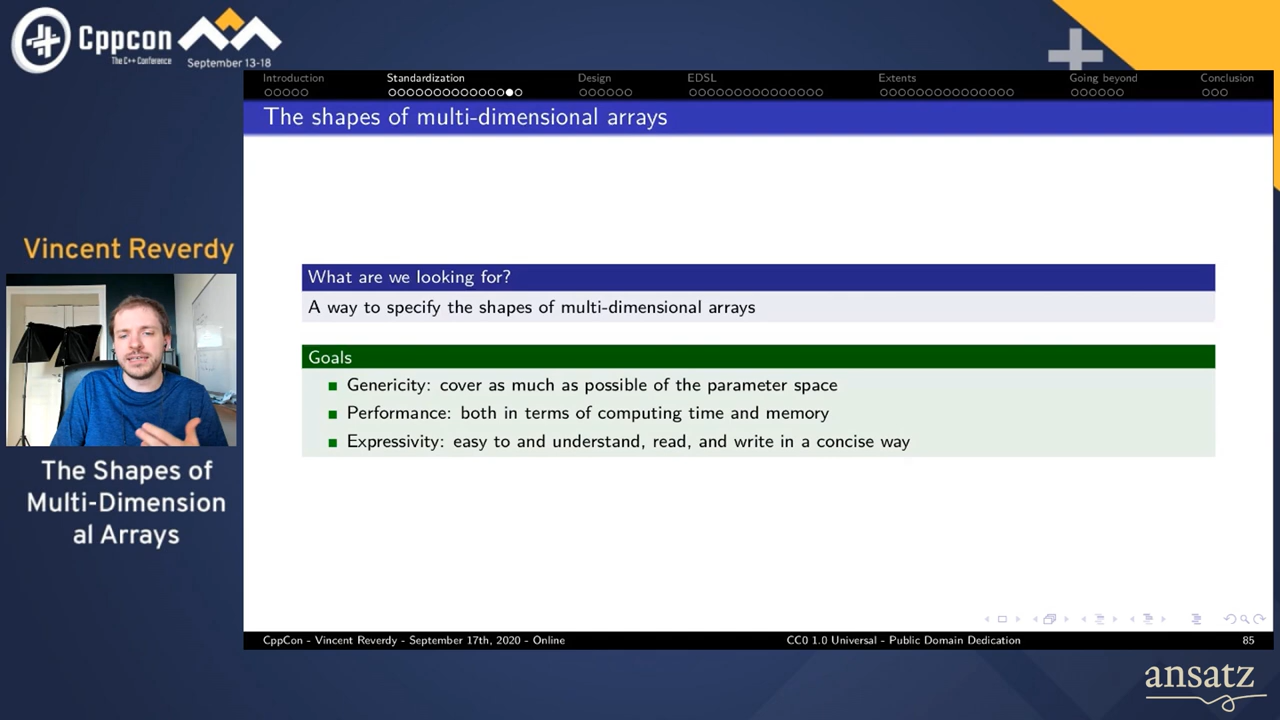 Cppcon
The C++ Conference
September 13-18
Introduction
Standardization
Design
EDSL
Extents
Going beyond
Conclusion
The shapes of multi-dimensional arrays
Vincent Reverdy
What are we looking for?
A way to specify the shapes of multi-dimensional arrays
Goals
Genericity: cover as much as possible of the parameter space
Performance: both in terms of computing time and memory
Expressivity: easy to and understand, read, and write in a concise way
The Shapes of
Multi-Dimension
al Arrays
CppCon - Vincent Reverdy - September 17th, 2020 - Online
CC0 1.0 Universal - Public Domain Dedication
85
ansatz